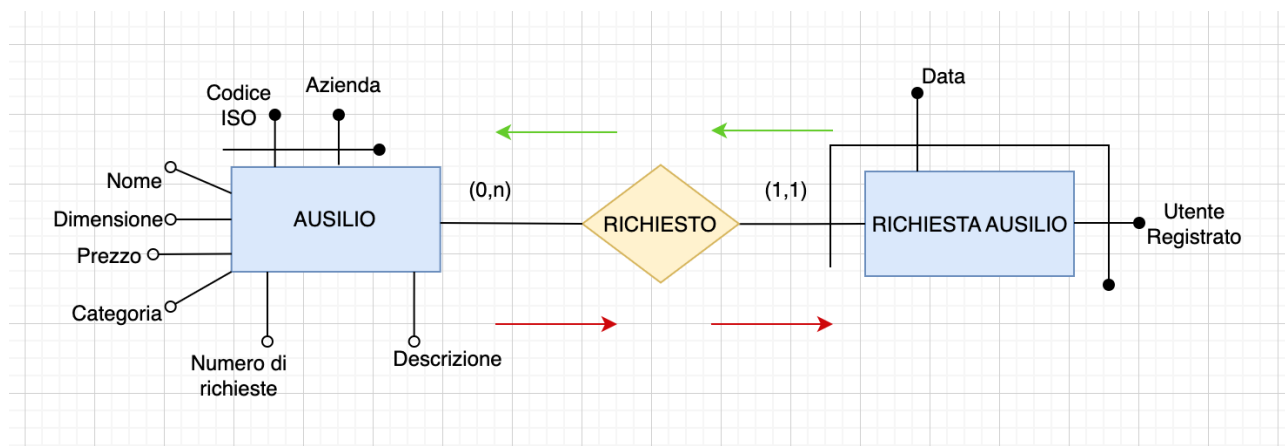 Codice
ISO
Azienda
Data
Nome
Dimensione
Prezzo
Categoria
AUSILIO
(0,n)
RICHIESTO
(1,1)
RICHIESTA AUSILIO
Utente
Registrato
Numero di
richieste
Descrizione